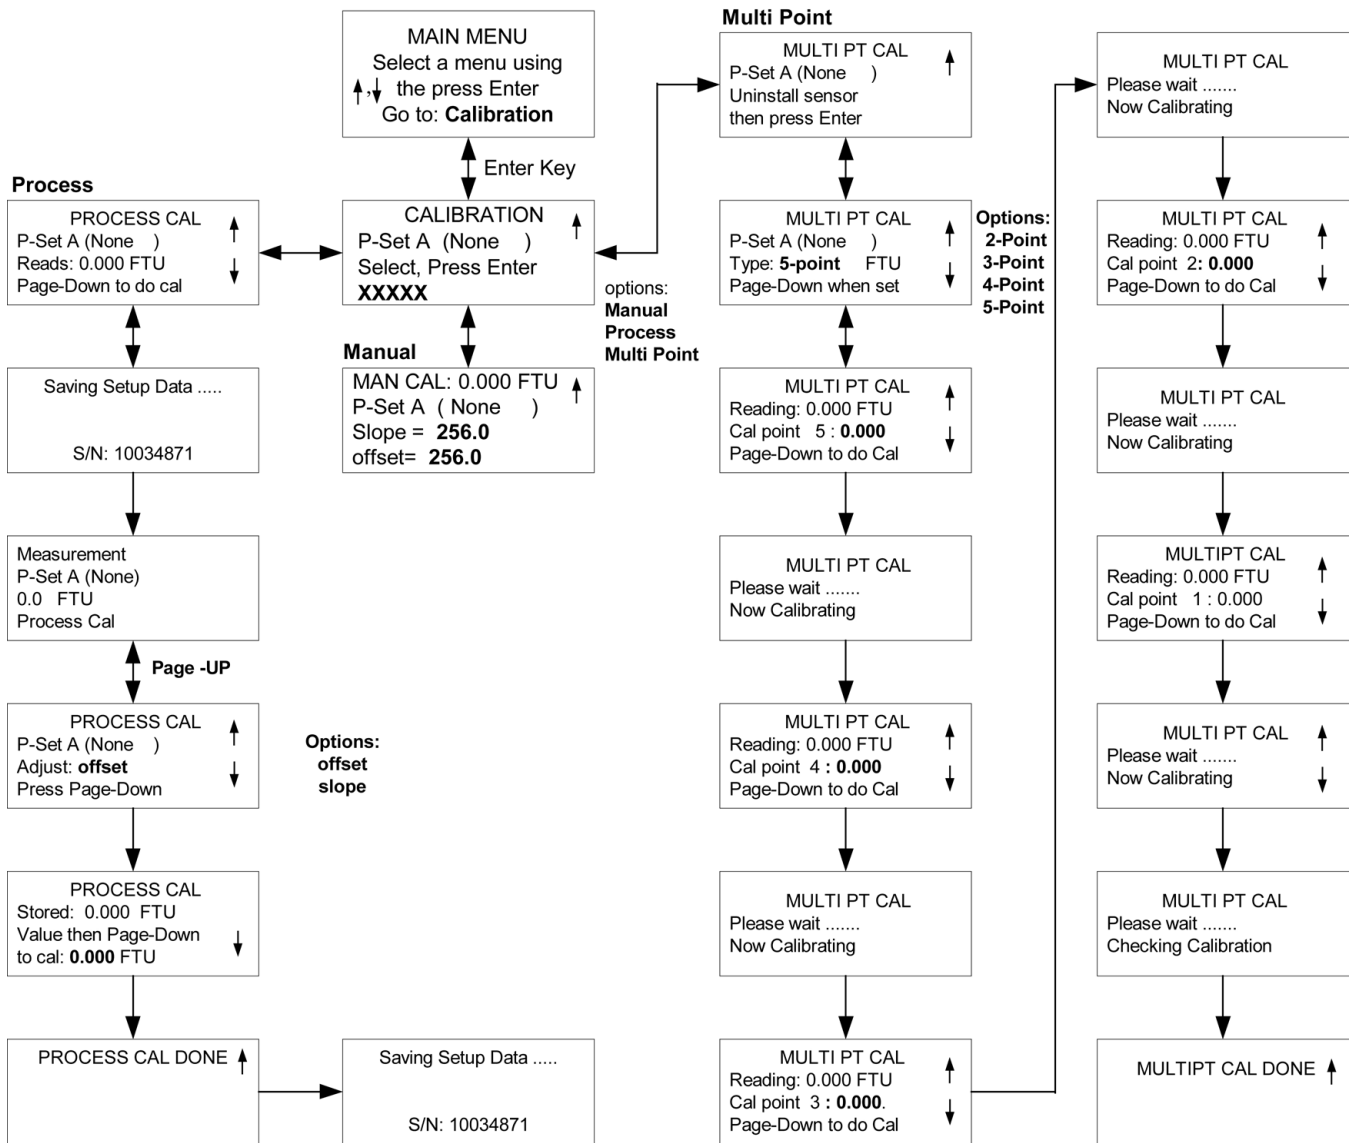 MAIN MENU
Select a menu using
the press Enter
Go to: Calibration
Enter Key
Process
PROCESS CAL
P-Set A (None )
Reads: 0.000 FTU
Page-Down to do cal
Saving Setup Data .....
S/N: 10034871
Measurement
P-Set A (None)
0.0 FTU
Process Cal
Page -UP
PROCESS CAL
P-Set A (None )
Adjust: offset
Press Page-Down
Options:
offset
slope
PROCESS CAL
Stored: 0.000 FTU
Value then Page-Down
to cal: 0.000 FTU
PROCESS CAL DONE
Saving Setup Data .....
S/N: 10034871
CALIBRATION
P-Set A (None )
Select, Press Enter
XXXXX
options:
Manual
Process
Multi Point
Manual
MAN CAL: 0.000 FTU
P-Set A ( None )
Slope = 256.0
offset= 256.0
Multi Point
MULTI PT CAL
P-Set A (None )
Uninstall sensor
then press Enter
MULTI PT CAL
P-Set A (None )
Type: 5-point FTU
Page-Down when set
Options:
2-Point
3-Point
4-Point
5-Point
MULTI PT CAL
Reading: 0.000 FTU
Cal point 5 : 0.000
Page-Down to do Cal
MULTI PT CAL
Please wait .......
Now Calibrating
MULTI PT CAL
Reading: 0.000 FTU
Cal point 4 : 0.000
Page-Down to do Cal
MULTI PT CAL
Please wait .......
Now Calibrating
MULTI PT CAL
Reading: 0.000 FTU
Cal point 3 : 0.000.
Page-Down to do Cal
MULTI PT CAL
Please wait .......
Now Calibrating
MULTI PT CAL
Reading: 0.000 FTU
Cal point 2: 0.000
Page-Down to do Cal
MULTI PT CAL
Please wait .......
Now Calibrating
MULTIPT CAL
Reading: 0.000 FTU
Cal point 1 : 0.000
Page-Down to do Cal
MULTI PT CAL
Please wait .......
Now Calibrating
MULTI PT CAL
Please wait .......
Checking Calibration
MULTIPT CAL DONE